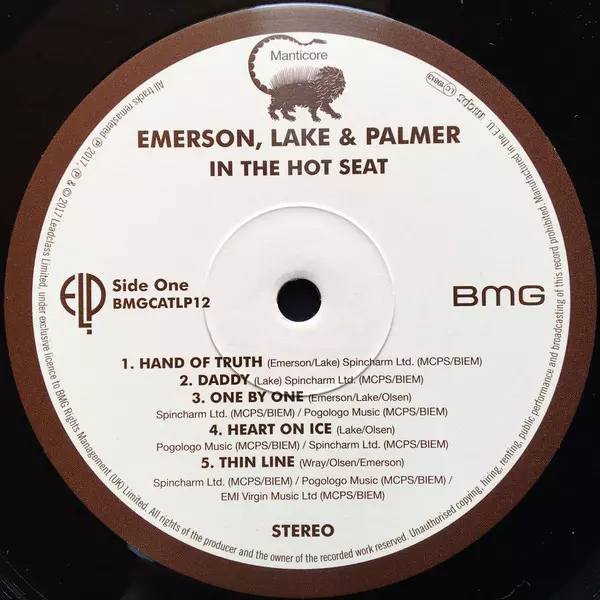 Manticore
EMERSON, LAKE & PALMER
IN THE HOT SEAT
ELP
Side One
BMGCATLP12
BMG
1. HAND OF TRUTH (Emerson/Lake) Spincharm Ltd. (MCPS/BIEM)
2. DADDY (Lake) Spincharm Ltd. (MCPS/BIEM)
3. ONE BY ONE (Emerson/Lake/Olsen)
Spincharm Ltd. (MCPS/BIEM) / Pogologo Music (MCPS/BIEM)
4. HEART ON ICE (Lake/Olsen)
Pogologo Music (MCPS/BIEM) / Spincharm Ltd. (MCPS/BIEM)
5. THIN LINE (Wray/Olsen/Emerson)
Spincharm Ltd. (MCPS/BIEM) / Pogologo Music (MCPS/BIEM) /
EMI Virgin Music Ltd (MCPS/BIEM)
STEREO
All tracks remastered ℗ 2017, ℗ & © 2017 Leadclass Limited, under exclusive licence to BMG Rights Management (UK) Limited. All rights of the producer and the owner of the recorded work reserved. Unauthorised copying, hiring, renting, public performance and broadcasting of this record prohibited. Manufactured in the E.U.